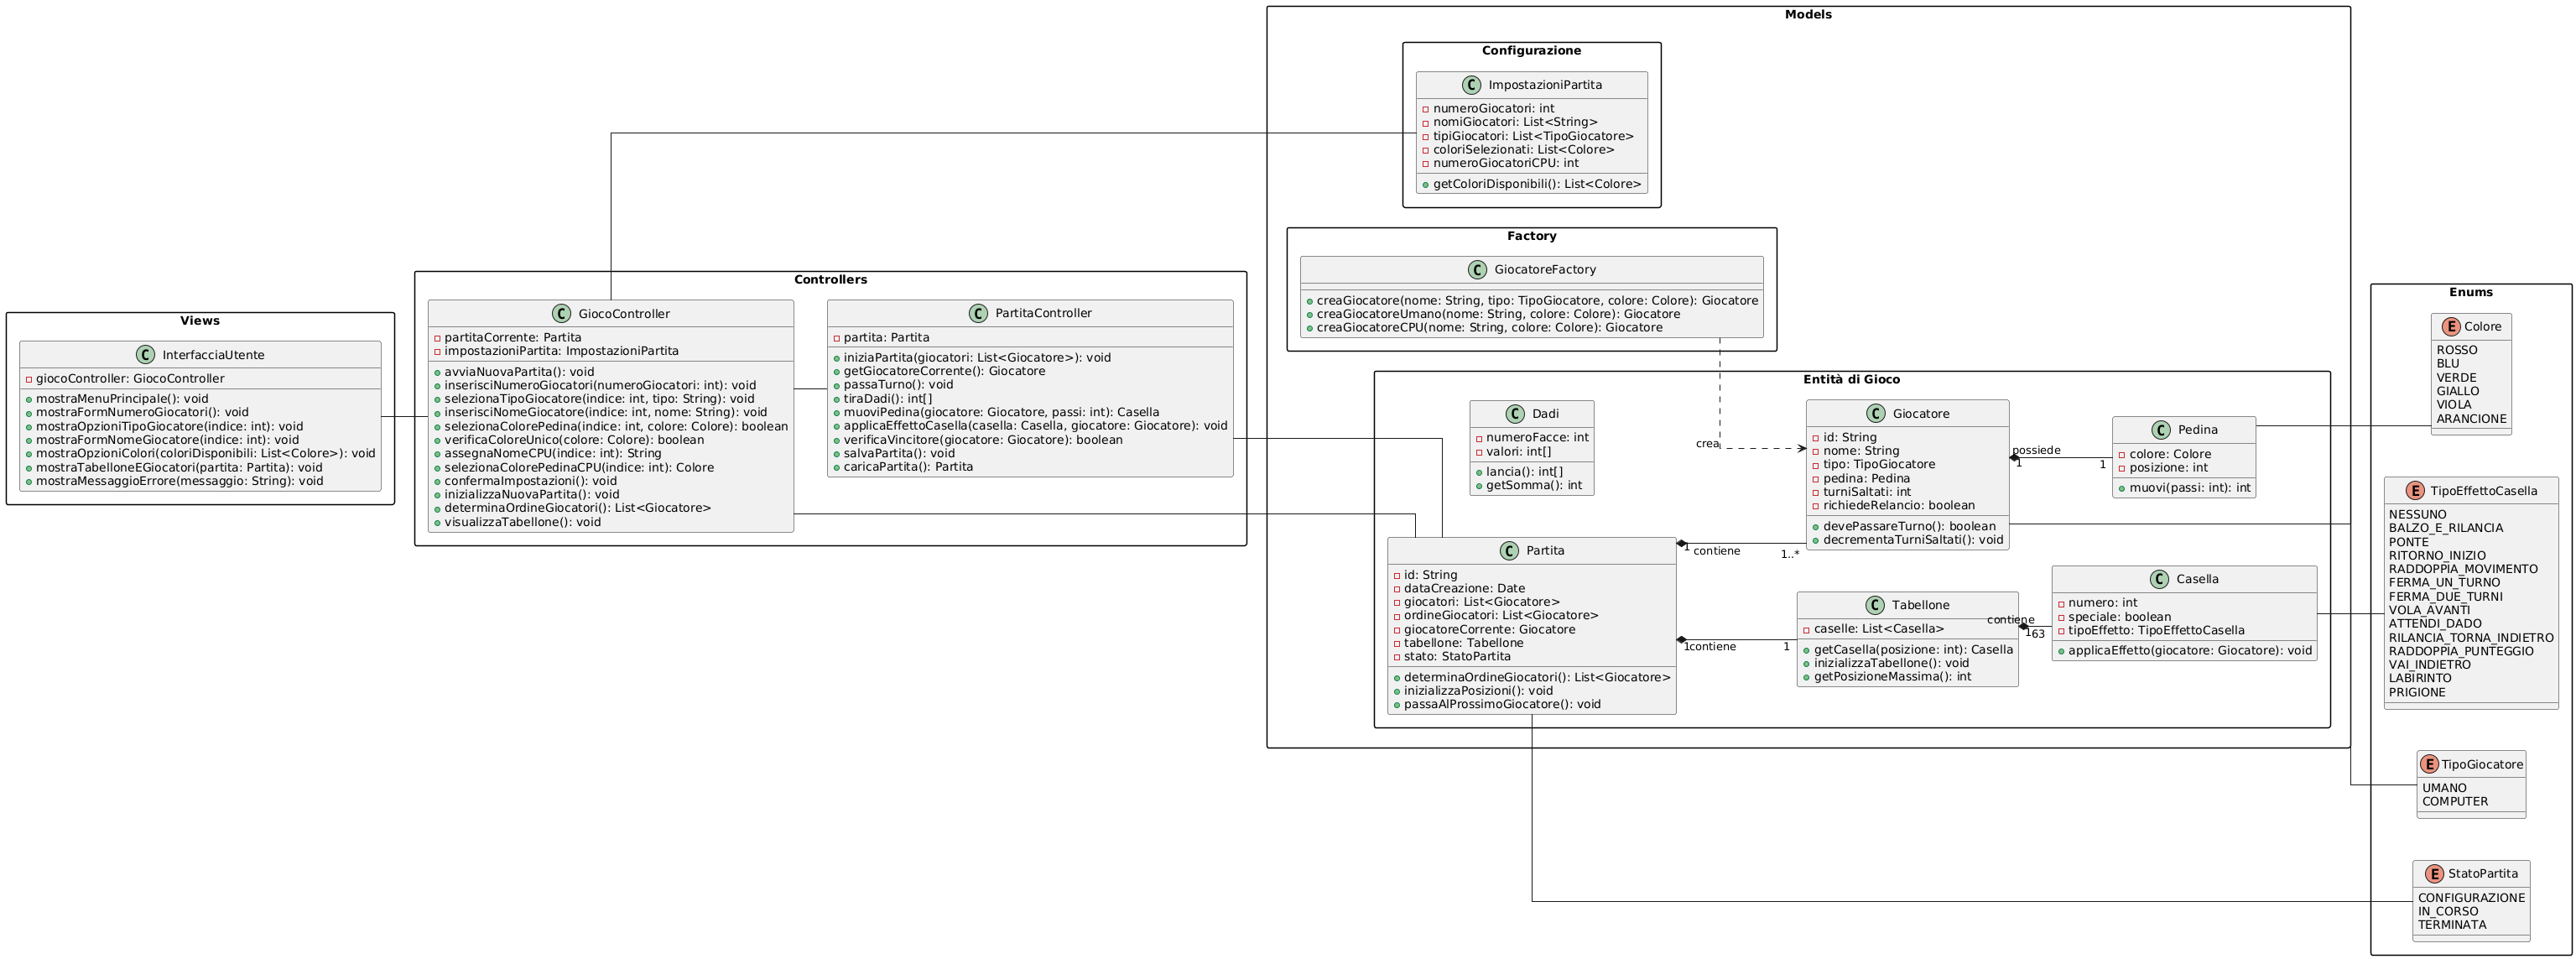 Models
Configurazione
ImpostazioniPartita
numeroGiocatori: int
nomiGiocatori: List<String>
tipiGiocatori: List<TipoGiocatore>
coloriSelezionati: List<Colore>
numeroGiocatoriCPU: int
getColoriDisponibili(): List<Colore>
Factory
GiocatoreFactory
creaGiocatore(nome: String, tipo: TipoGiocatore, colore: Colore): Giocatore
creaGiocatoreUmano(nome: String, colore: Colore): Giocatore
creaGiocatoreCPU(nome: String, colore: Colore): Giocatore
Views
InterfacciaUtente
giocoController: GiocoController
mostraMenuPrincipale(): void
mostraFormNumeroGiocatori(): void
mostraOpzioniTipoGiocatore(indice: int): void
mostraFormNomeGiocatore(indice: int): void
mostraOpzioniColori(coloriDisponibili: List<Colore>): void
mostraTabelloneEGiocatori(partita: Partita): void
mostraMessaggioErrore(messaggio: String): void
Controllers
GiocoController
partitaCorrente: Partita
impostazioniPartita: ImpostazioniPartita
avviaNuovaPartita(): void
inserisciNumeroGiocatori(numeroGiocatori: int): void
selezionaTipoGiocatore(indice: int, tipo: String): void
inserisciNomeGiocatore(indice: int, nome: String): void
selezionaColorePedina(indice: int, colore: Colore): boolean
verificaColoreUnico(colore: Colore): boolean
assegnaNomeCPU(indice: int): String
selezionaColorePedinaCPU(indice: int): Colore
confermaImpostazioni(): void
inizializzaNuovaPartita(): void
determinaOrdineGiocatori(): List<Giocatore>
visualizzaTabellone(): void
PartitaController
partita: Partita
iniziaPartita(giocatori: List<Giocatore>): void
getGiocatoreCorrente(): Giocatore
passaTurno(): void
tiraDadi(): int[]
muoviPedina(giocatore: Giocatore, passi: int): Casella
applicaEffettoCasella(casella: Casella, giocatore: Giocatore): void
verificaVincitore(giocatore: Giocatore): boolean
salvaPartita(): void
caricaPartita(): Partita
crea
Entità di Gioco
Dadi
numeroFacce: int
valori: int[]
lancia(): int[]
getSomma(): int
Giocatore
id: String
nome: String
tipo: TipoGiocatore
pedina: Pedina
turniSaltati: int
richiedeRelancio: boolean
devePassareTurno(): boolean
decrementaTurniSaltati(): void
possiede
1
1
Pedina
colore: Colore
posizione: int
muovi(passi: int): int
Partita
id: String
dataCreazione: Date
giocatori: List<Giocatore>
ordineGiocatori: List<Giocatore>
giocatoreCorrente: Giocatore
tabellone: Tabellone
stato: StatoPartita
determinaOrdineGiocatori(): List<Giocatore>
inizializzaPosizioni(): void
passaAlProssimoGiocatore(): void
1
contiene
1..*
1
contiene
1
Tabellone
caselle: List<Casella>
getCasella(posizione: int): Casella
inizializzaTabellone(): void
getPosizioneMassima(): int
contiene
1
63
Casella
numero: int
speciale: boolean
tipoEffetto: TipoEffettoCasella
applicaEffetto(giocatore: Giocatore): void
Enums
Colore
ROSSO
BLU
VERDE
GIALLO
VIOLA
ARANCIONE
TipoEffettoCasella
NESSUNO
BALZO_E_RILANCIA
PONTE
RITORNO_INIZIO
RADDOPPIA_MOVIMENTO
FERMA_UN_TURNO
FERMA_DUE_TURNI
VOLA_AVANTI
ATTENDI_DADO
RILANCIA_TORNA_INDIETRO
RADDOPPIA_PUNTEGGIO
VAI_INDIETRO
LABIRINTO
PRIGIONE
TipoGiocatore
UMANO
COMPUTER
StatoPartita
CONFIGURAZIONE
IN_CORSO
TERMINATA